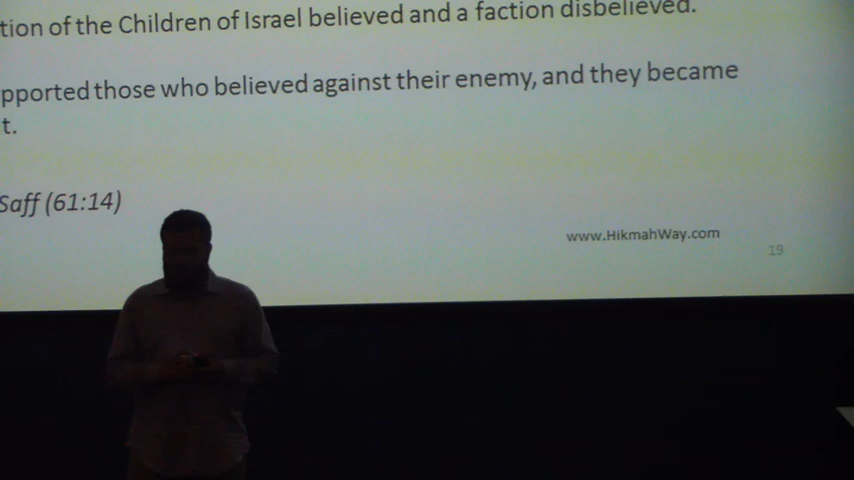 tion of the Children of Israel believed and a faction disbelieved.
pported those who believed against their enemy, and they became
t.
Saff (61:14)
www.HikmahWay.com
19